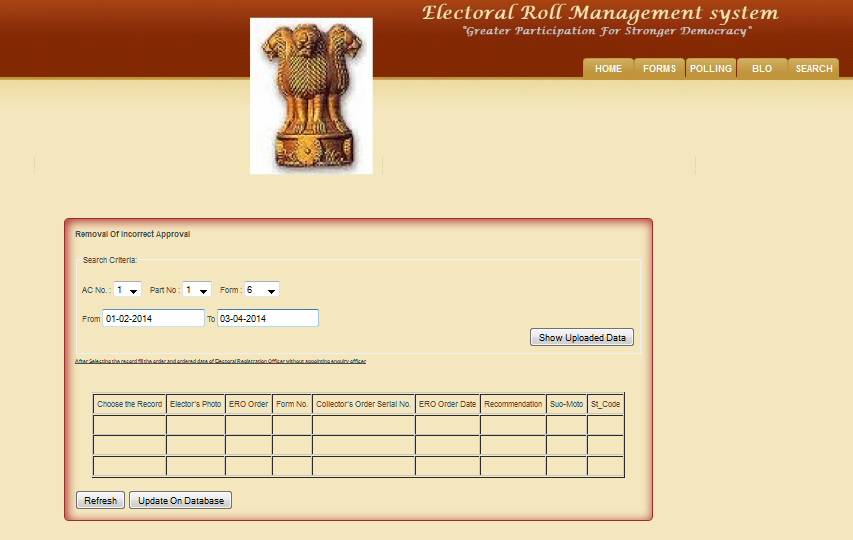 Electoral Roll Management system
"Greater Participation For Stronger Democracy"
HOME FORMS POLLING BLO SEARCH
Removal Of Incorrect Approval
Search Criteria:
AC No. : 1 Part No : 1 Form : 6
From 01-02-2014 To 03-04-2014
Show Uploaded Data
After Selecting the record fill the order and ordered date of Electoral Registration Officer without appointing enquiry officer
Choose the Record Elector's Photo ERO Order Form No. Collector's Order Serial No. ERO Order Date Recommendation Suo-Moto St_Code
Refresh Update On Database